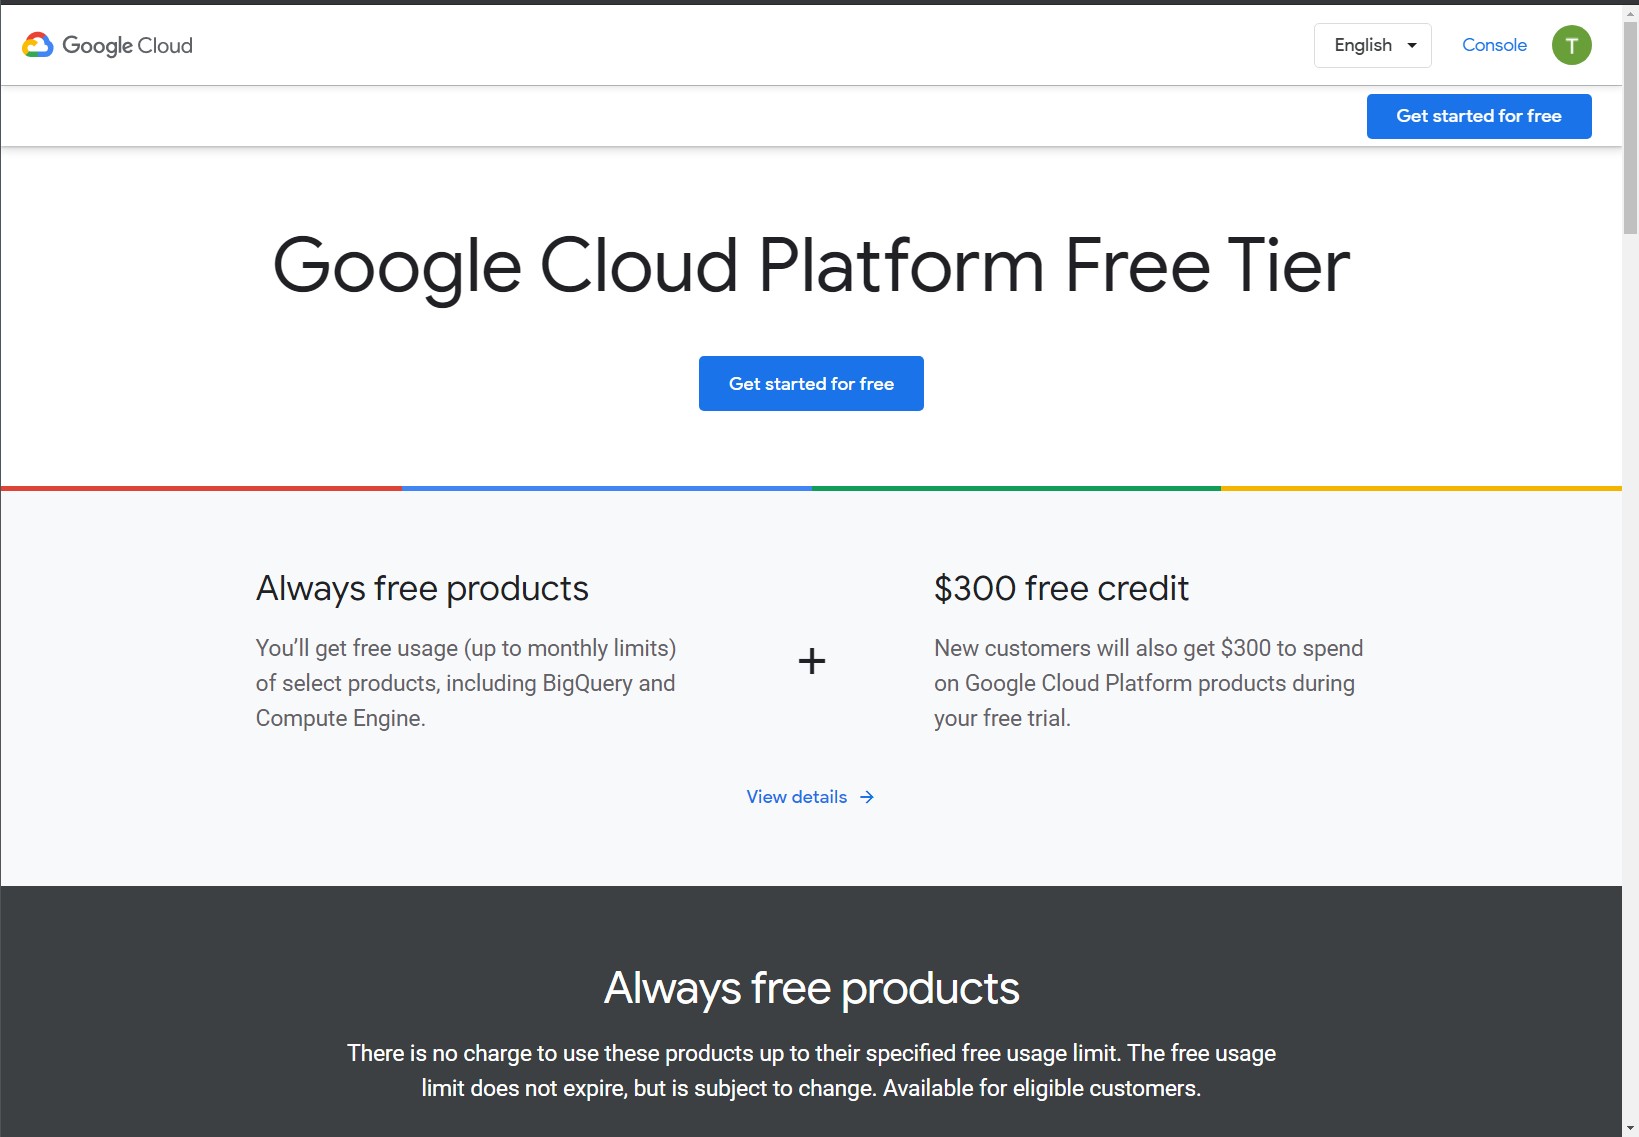 Google Cloud
English
Console
T
Get started for free
Google Cloud Platform Free Tier
Get started for free
Always free products
You’ll get free usage (up to monthly limits)
of select products, including BigQuery and
Compute Engine.
+
$300 free credit
New customers will also get $300 to spend
on Google Cloud Platform products during
your free trial.
View details →
Always free products
There is no charge to use these products up to their specified free usage limit. The free usage
limit does not expire, but is subject to change. Available for eligible customers.